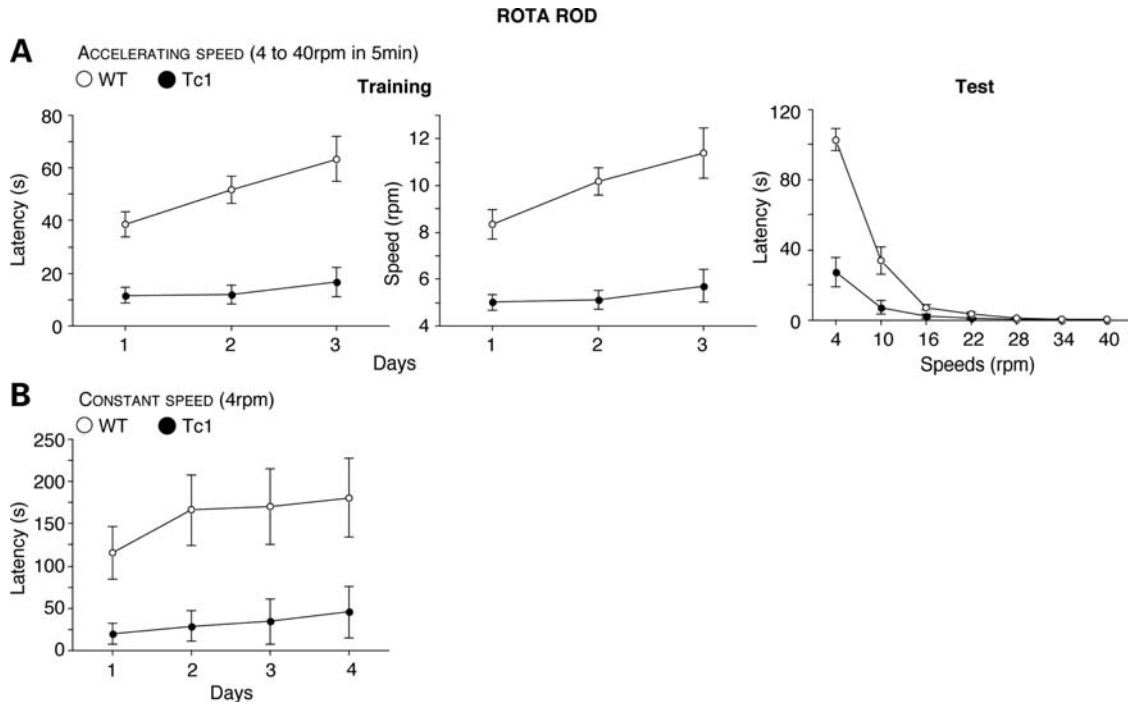 ROTA ROD
A
ACCELERATING SPEED (4 to 40rpm in 5min)
WT Tc1
Training
Test
80
60
40
20
0
Latency (s)
1 2 3
12
10
8
6
4
Speed (rpm)
1 2 3
Days
120
80
40
0
Latency (s)
4 10 16 22 28 34 40
Speeds (rpm)
B
CONSTANT SPEED (4rpm)
WT Tc1
250
200
150
100
50
0
Latency (s)
1 2 3 4
Days